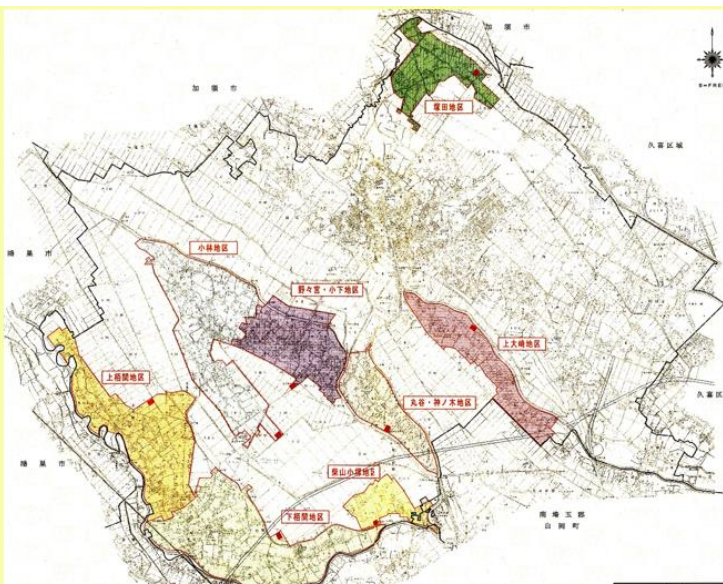 加須市
加須市
塚田地区
久喜区域
鴻巣市
小林地区
野々宮・小下地区
上大崎地区
上栢間地区
丸谷・神ノ木地区
久喜区
鴻巣市
柴山小塚地区
下栢間地区
南埼玉郡
白岡町